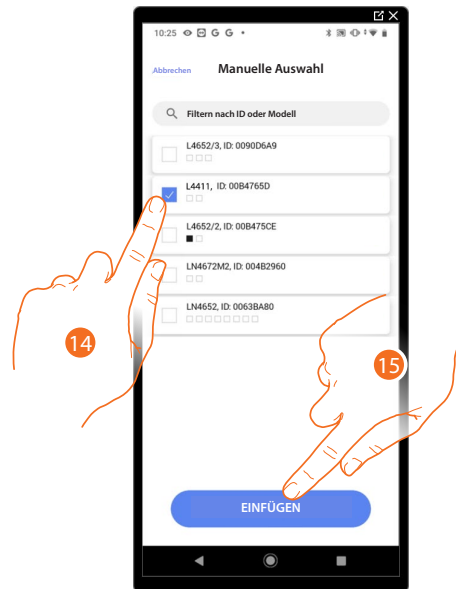 10:25 G G
Abbrechen Manuelle Auswahl
Filtern nach ID oder Modell
L4652/3, ID: 0090D6A9
L4411, ID: 00B4765D
L4652/2, ID: 00B475CE
LN4672M2, ID: 004B2960
LN4652, ID: 0063BA80
14
15
EINFÜGEN